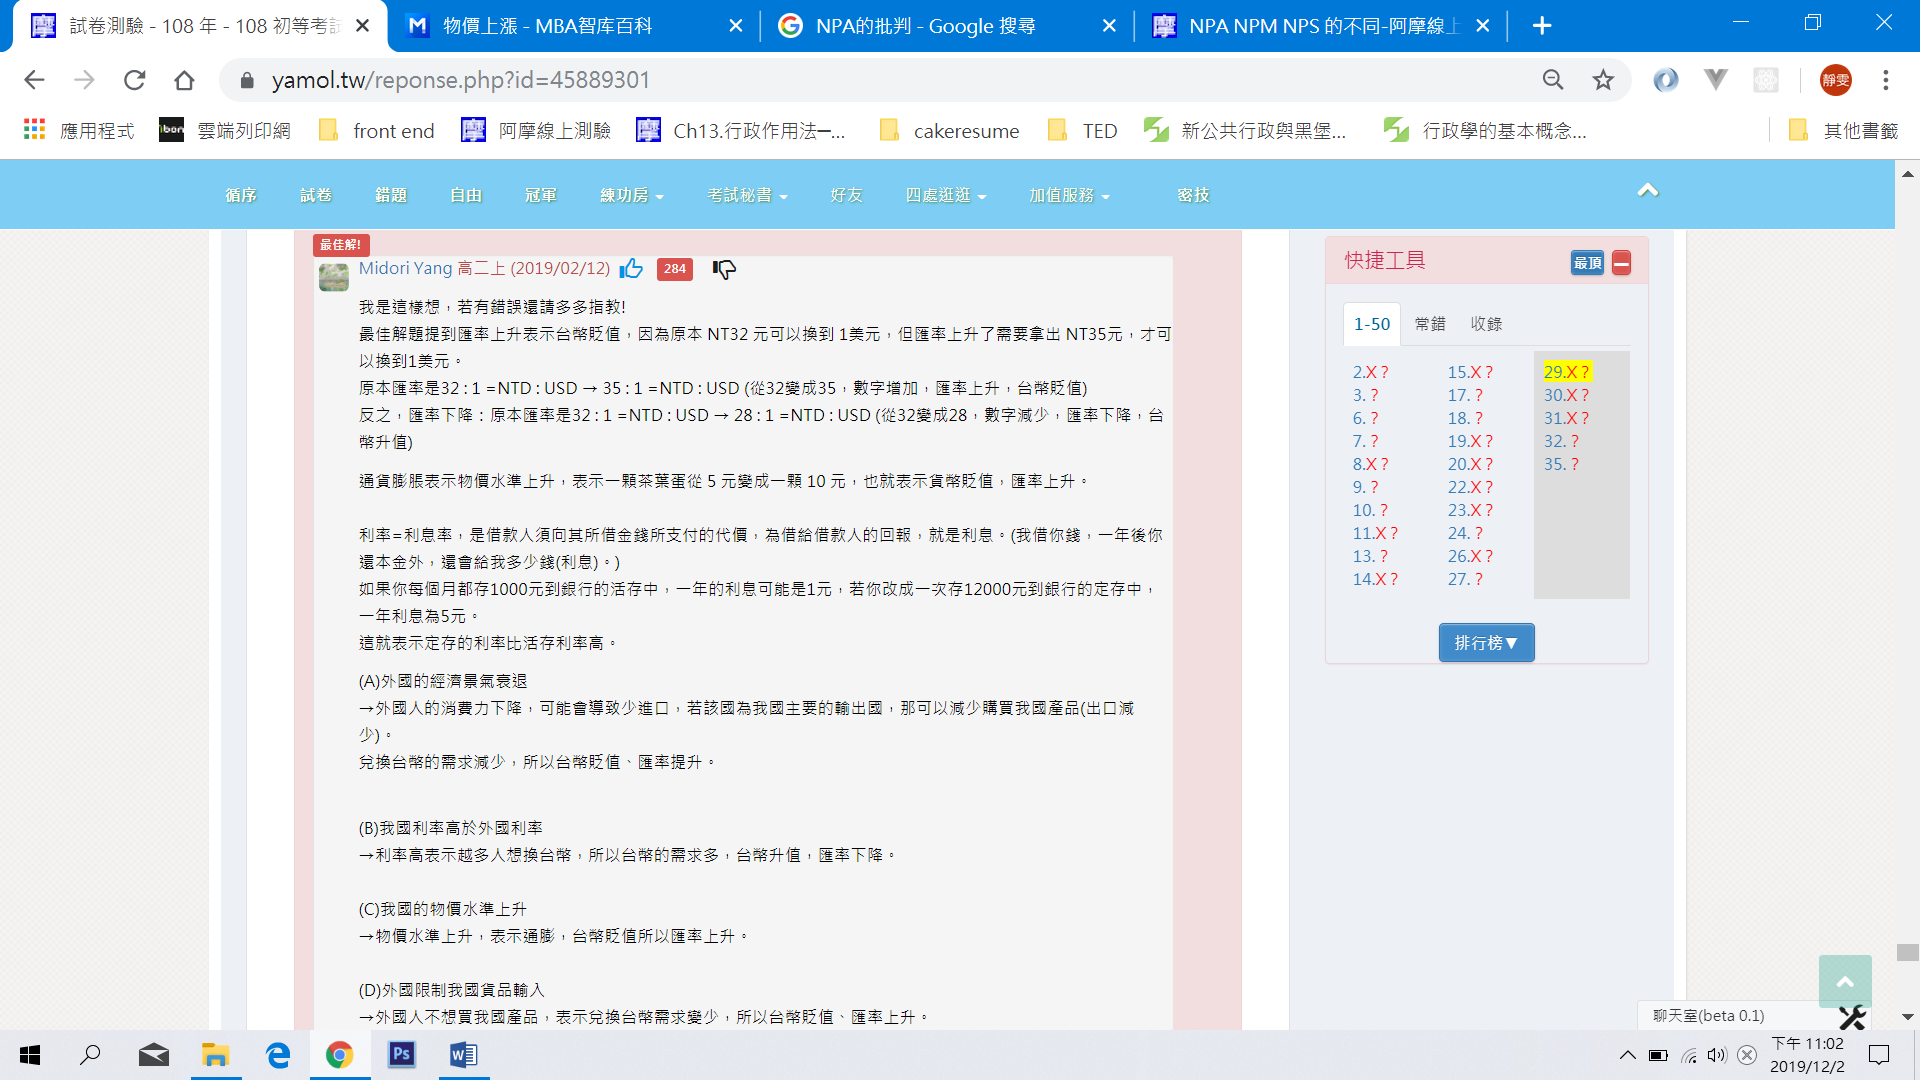 試卷測驗 - 108 年 - 108 初等考試
物價上漲 - MBA智库百科
NPA的批判 - Google 搜尋
NPA NPM NPS 的不同-阿摩線上
yamol.tw/reponse.php?id=45889301
靜雯
應用程式
ibon
雲端列印網
front end
阿摩線上測驗
Ch13.行政作用法─...
cakeresume
TED
新公共行政與黑堡...
行政學的基本概念...
其他書籤
循序
試卷
錯題
自由
冠軍
練功房
考試秘書
好友
四處逛逛
加值服務
密技
最佳解!
Midori Yang 高二上 (2019/02/12) 284
我是這樣想，若有錯誤還請多多指教!
最佳解題提到匯率上升表示台幣貶值，因為原本 NT32 元可以換到 1美元，但匯率上升了需要拿出 NT35元，才可
以換到1美元。
原本匯率是32 : 1 =NTD : USD → 35 : 1 =NTD : USD (從32變成35，數字增加，匯率上升，台幣貶值)
反之，匯率下降：原本匯率是32 : 1 =NTD : USD → 28 : 1 =NTD : USD (從32變成28，數字減少，匯率下降，台
幣升值)
通貨膨脹表示物價水準上升，表示一顆茶葉蛋從 5 元變成一顆 10 元，也就表示貨幣貶值，匯率上升。
利率=利息率，是借款人須向其所借金錢所支付的代價，為借給借款人的回報，就是利息。(我借你錢，一年後你
還本金外，還會給我多少錢(利息)。)
如果你每個月都存1000元到銀行的活存中，一年的利息可能是1元，若你改成一次存12000元到銀行的定存中，
一年利息為5元。
這就表示定存的利率比活存利率高。
(A)外國的經濟景氣衰退
→外國人的消費力下降，可能會導致少進口，若該國為我國主要的輸出國，那可以減少購買我國產品(出口減
少)。
兌換台幣的需求減少，所以台幣貶值、匯率提升。
(B)我國利率高於外國利率
→利率高表示越多人想換台幣，所以台幣的需求多，台幣升值，匯率下降。
(C)我國的物價水準上升
→物價水準上升，表示通膨，台幣貶值所以匯率上升。
(D)外國限制我國貨品輸入
→外國人不想買我國產品，表示兌換台幣需求變少，所以台幣貶值、匯率上升。
快捷工具
最頂
1-50
常錯
收錄
2.X ?
3. ?
6. ?
7. ?
8.X ?
9. ?
10. ?
11.X ?
13. ?
14.X ?
15.X ?
17. ?
18. ?
19.X ?
20.X ?
22.X ?
23.X ?
24. ?
26.X ?
27. ?
29.X ?
30.X ?
31.X ?
32. ?
35. ?
排行榜▼
聊天室(beta 0.1)
Ps
下午 11:02
2019/12/2